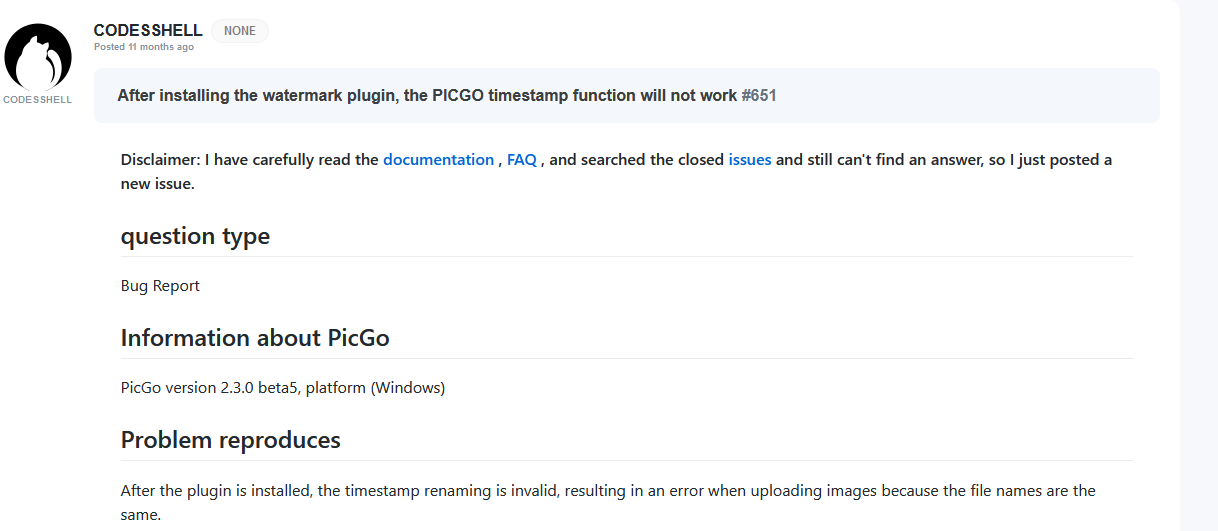 CODESSHELL NONE
Posted 11 months ago
CODESSHELL
After installing the watermark plugin, the PICGO timestamp function will not work #651
Disclaimer: I have carefully read the documentation , FAQ , and searched the closed issues and still can't find an answer, so I just posted a
new issue.
question type
Bug Report
Information about PicGo
PicGo version 2.3.0 beta5, platform (Windows)
Problem reproduces
After the plugin is installed, the timestamp renaming is invalid, resulting in an error when uploading images because the file names are the
same.